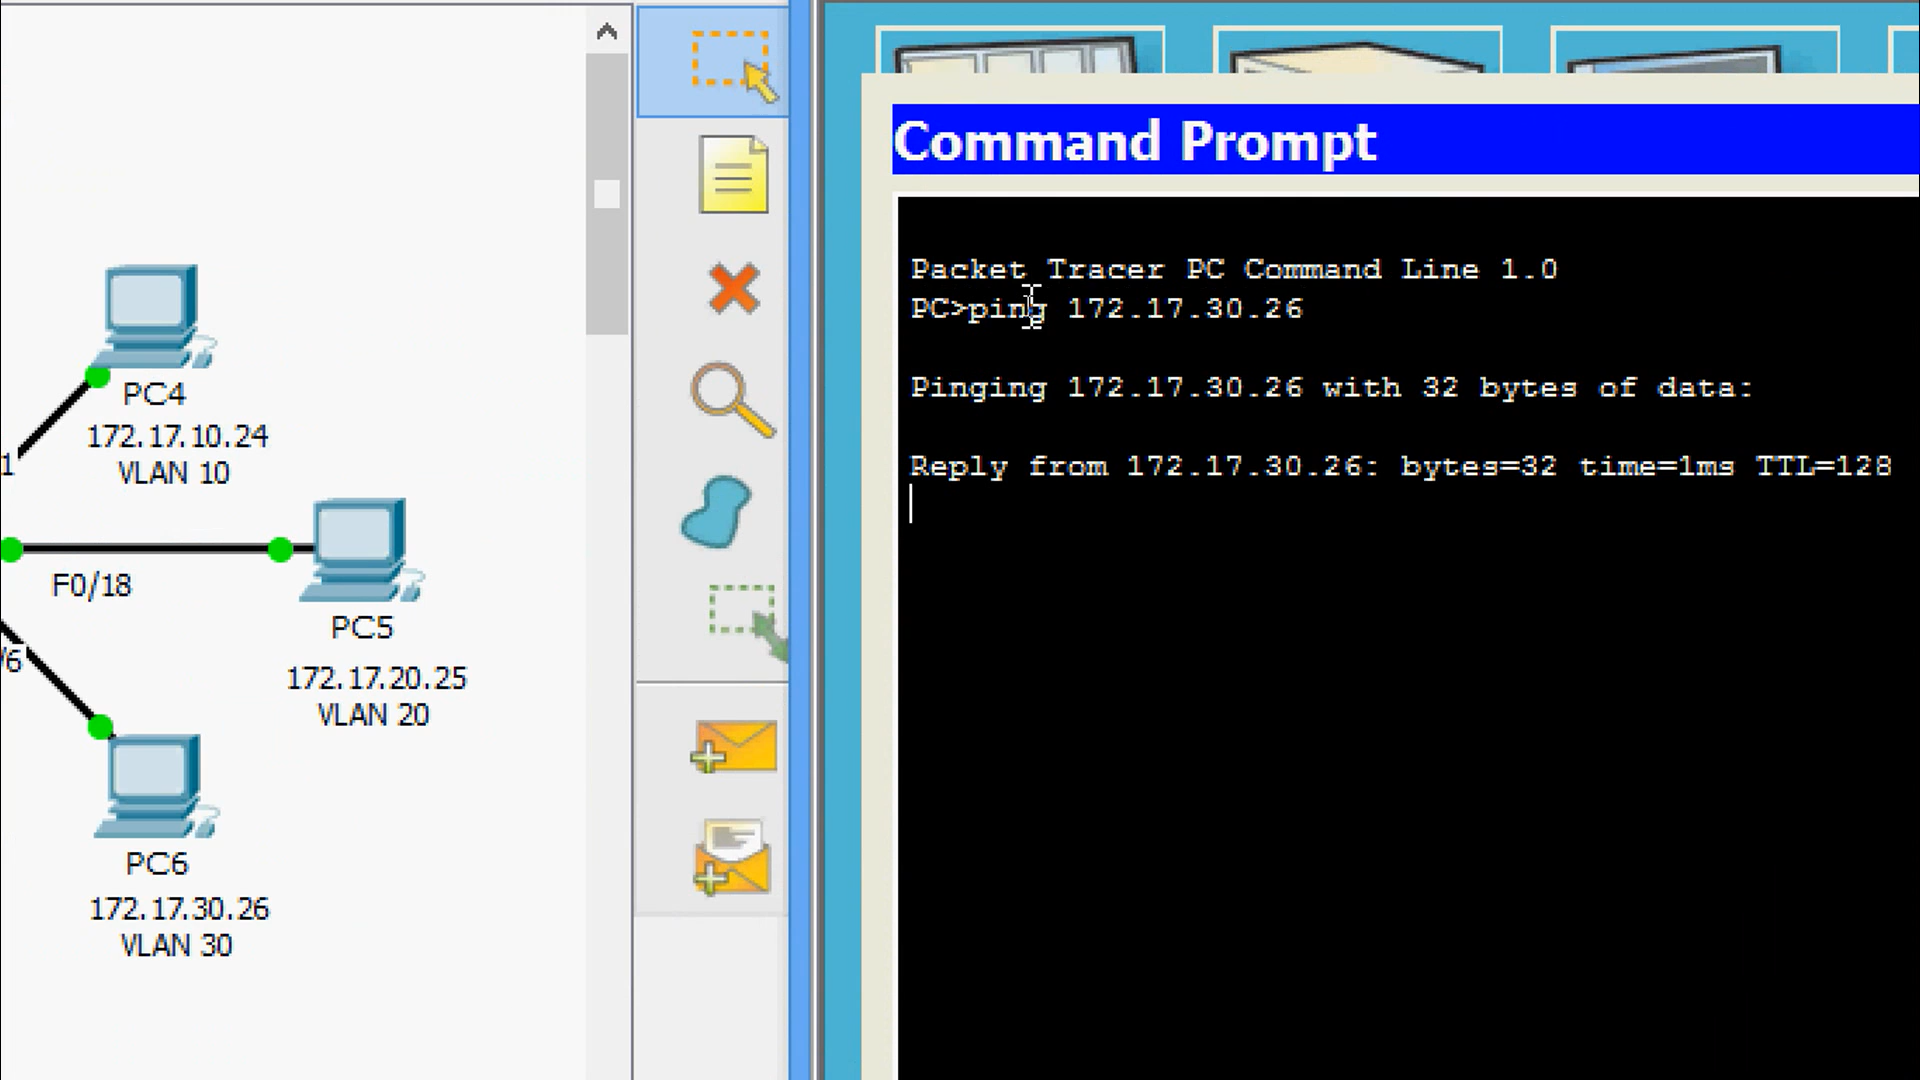 PC4
172.17.10.24
VLAN 10
1
F0/18
PC5
172.17.20.25
VLAN 20
/6
PC6
172.17.30.26
VLAN 30
Command Prompt
Packet Tracer PC Command Line 1.0
PC>ping 172.17.30.26
Pinging 172.17.30.26 with 32 bytes of data:
Reply from 172.17.30.26: bytes=32 time=1ms TTL=128